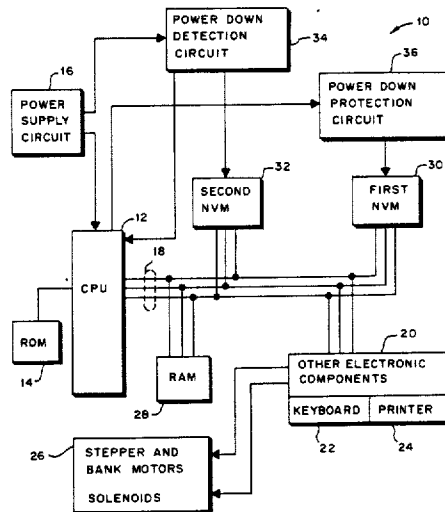 POWER DOWN
DETECTION
CIRCUIT
34
10
16
POWER
SUPPLY
CIRCUIT
36
POWER DOWN
PROTECTION
CIRCUIT
32
SECOND
NVM
30
FIRST
NVM
12
CPU
18
ROM
14
RAM
28
20
OTHER ELECTRONIC
COMPONENTS
KEYBOARD
PRINTER
22
24
26
STEPPER AND
BANK MOTORS
SOLENOIDS